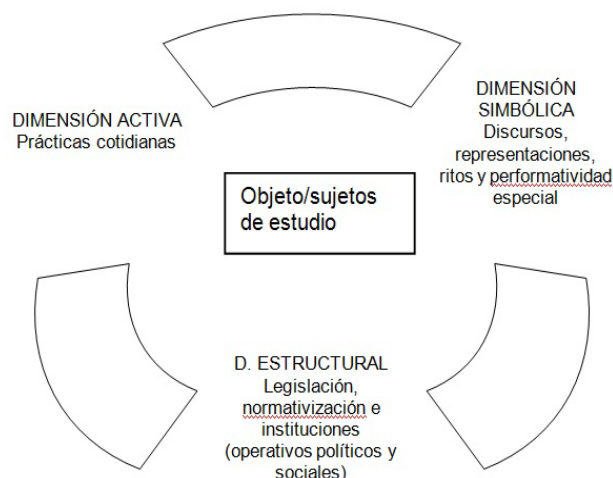 DIMENSIÓN ACTIVA
Prácticas cotidianas
DIMENSIÓN
SIMBÓLICA
Discursos,
representaciones,
ritos y performatividad
especial
Objeto/sujetos
de estudio
D. ESTRUCTURAL
Legislación,
normativización e
instituciones
(operativos políticos y
sociales)